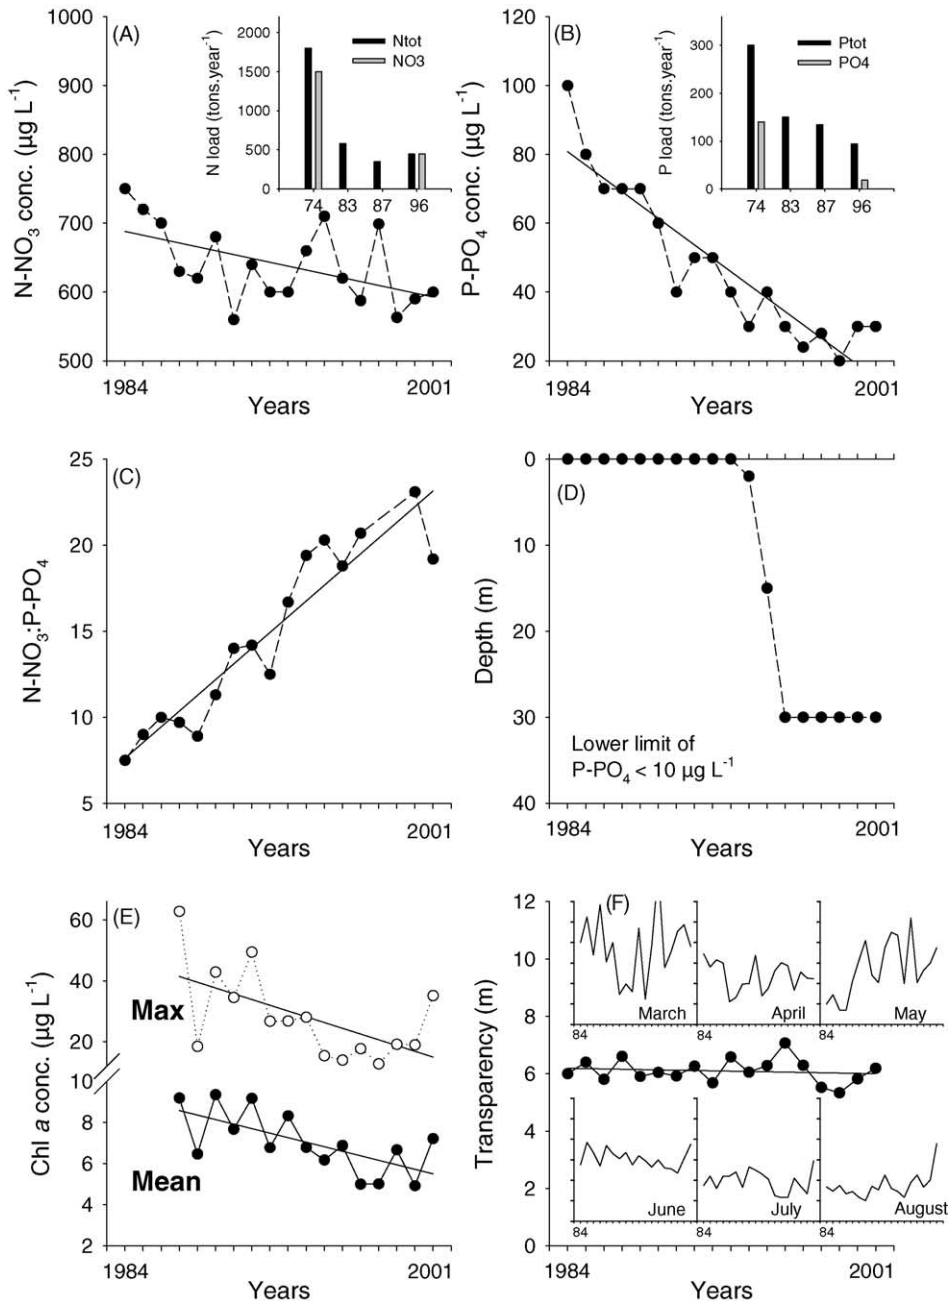 (A)
N-NO3 conc. (µg L-1)
1000
900
800
700
600
500
1984
2001
Years
N load (tons.year-1)
2000
1500
1000
500
0
74 83 87 96
Ntot
NO3
(B)
P-PO4 conc. (µg L-1)
120
100
80
60
40
20
1984
2001
Years
P load (tons.year-1)
300
200
100
0
74 83 87 96
Ptot
PO4
(C)
N-NO3:P-PO4
25
20
15
10
5
1984
2001
Years
(D)
Depth (m)
0
10
20
30
40
Lower limit of
P-PO4 < 10 µg L-1
1984
2001
Years
(E)
Chl a conc. (µg L-1)
60
40
20
10
8
6
4
2
Max
Mean
1984
2001
Years
(F)
Transparency (m)
12
10
8
6
4
2
0
March
84
April
84
May
84
June
84
July
84
August
84
1984
2001
Years